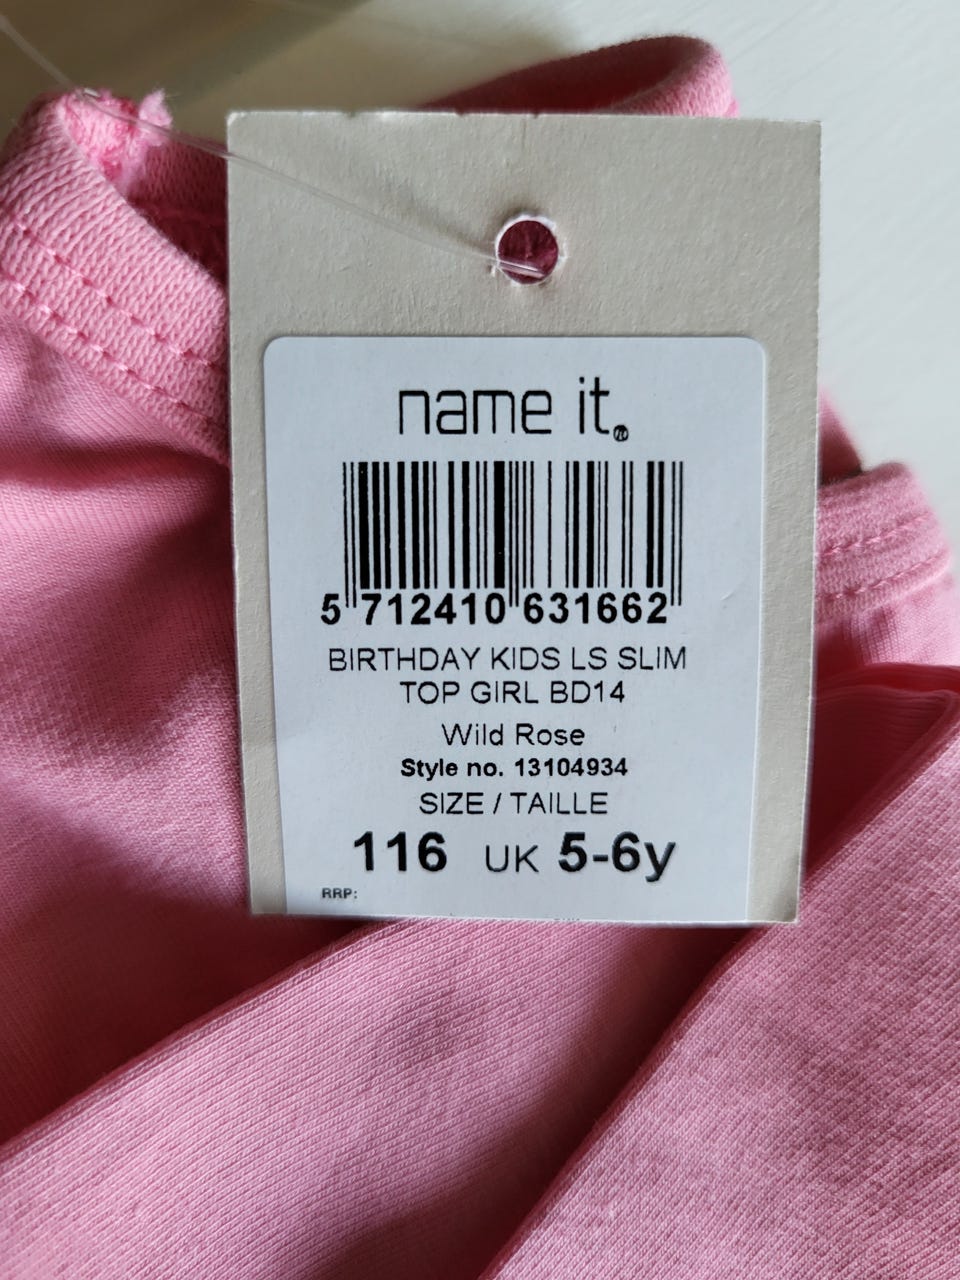 name it.®
5 712410 631662
BIRTHDAY KIDS LS SLIM
TOP GIRL BD14
Wild Rose
Style no. 13104934
SIZE / TAILLE
116 UK 5-6y
RRP: